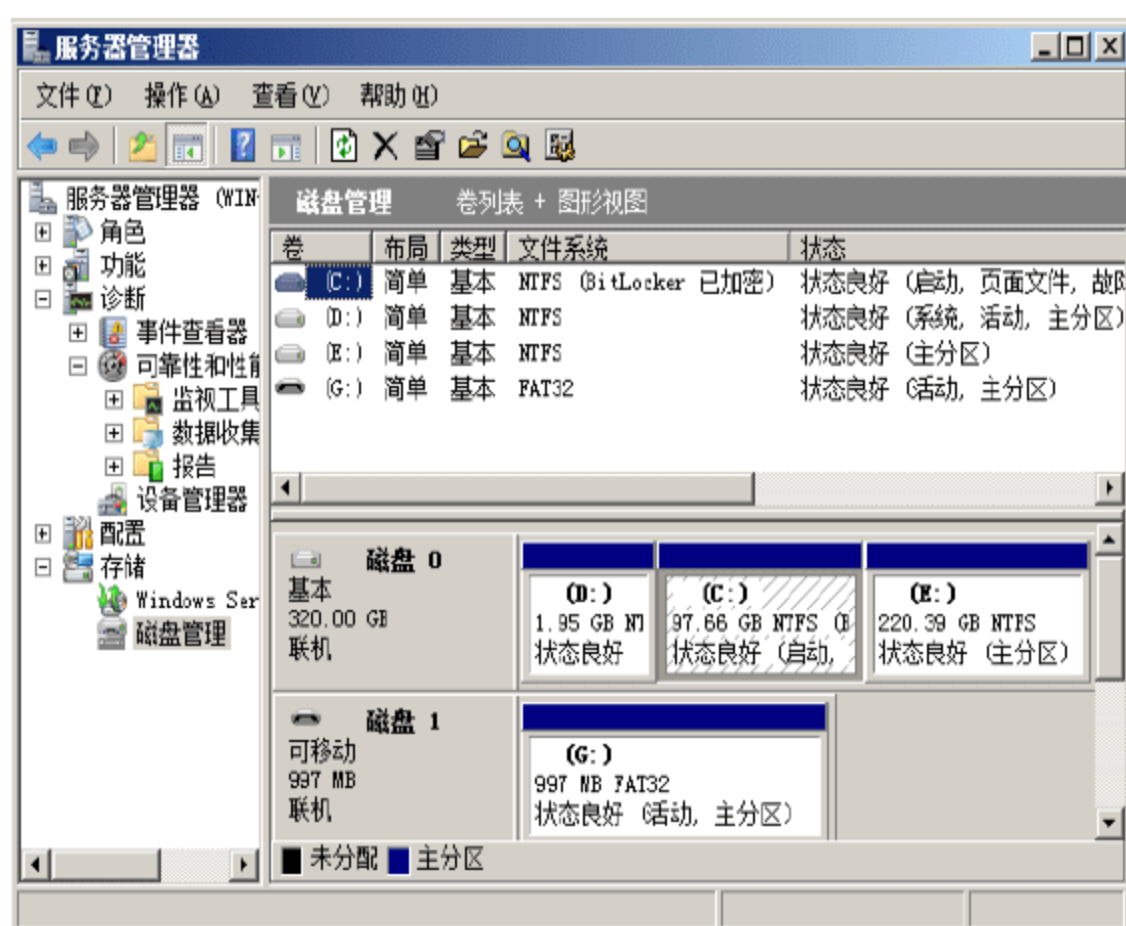 服务器管理器
文件(F) 操作(A) 查看(V) 帮助(H)
服务器管理器 (WIN-
角色
功能
诊断
事件查看器
可靠性和性能
监视工具
数据收集
报告
设备管理器
配置
存储
Windows Ser
磁盘管理
磁盘管理 卷列表 + 图形视图
卷 布局 类型 文件系统 状态
(C:) 简单 基本 NTFS (BitLocker 已加密) 状态良好 (启动, 页面文件, 故障
(D:) 简单 基本 NTFS 状态良好 (系统, 活动, 主分区)
(E:) 简单 基本 NTFS 状态良好 (主分区)
(G:) 简单 基本 FAT32 状态良好 (活动, 主分区)
磁盘 0
基本
320.00 GB
联机
(D:)
1.95 GB NT
状态良好
(C:)
97.66 GB NTFS (B
状态良好 (启动,
(E:)
220.39 GB NTFS
状态良好 (主分区)
磁盘 1
可移动
997 MB
联机
(G:)
997 MB FAT32
状态良好 (活动, 主分区)
未分配 主分区